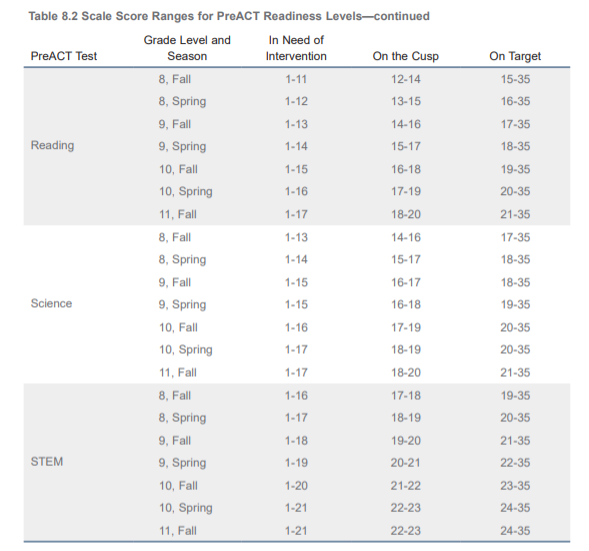 Table 8.2 Scale Score Ranges for PreACT Readiness Levels—continued
Grade Level and In Need of
PreACT Test Season Intervention On the Cusp On Target
8, Fall 1-11 12-14 15-35
8, Spring 1-12 13-15 16-35
9, Fall 1-13 14-16 17-35
Reading 9, Spring 1-14 15-17 18-35
10, Fall 1-15 16-18 19-35
10, Spring 1-16 17-19 20-35
11, Fall 1-17 18-20 21-35
8, Fall 1-13 14-16 17-35
8, Spring 1-14 15-17 18-35
9, Fall 1-15 16-17 18-35
Science 9, Spring 1-15 16-18 19-35
10, Fall 1-16 17-19 20-35
10, Spring 1-17 18-19 20-35
11, Fall 1-17 18-20 21-35
8, Fall 1-16 17-18 19-35
8, Spring 1-17 18-19 20-35
9, Fall 1-18 19-20 21-35
STEM 9, Spring 1-19 20-21 22-35
10, Fall 1-20 21-22 23-35
10, Spring 1-21 22-23 24-35
11, Fall 1-21 22-23 24-35